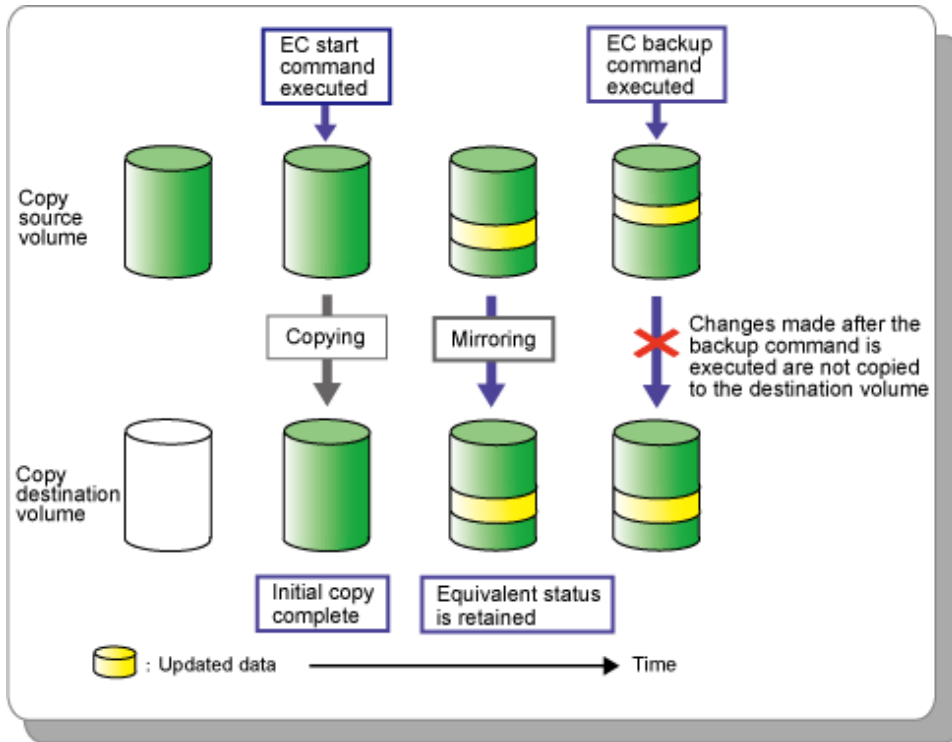 EC start
command
executed
EC backup
command
executed
Copy
source
volume
Copying
Mirroring
Changes made after the
backup command is
executed are not copied
to the destination volume
Copy
destination
volume
Initial copy
complete
Equivalent status
is retained
: Updated data
Time